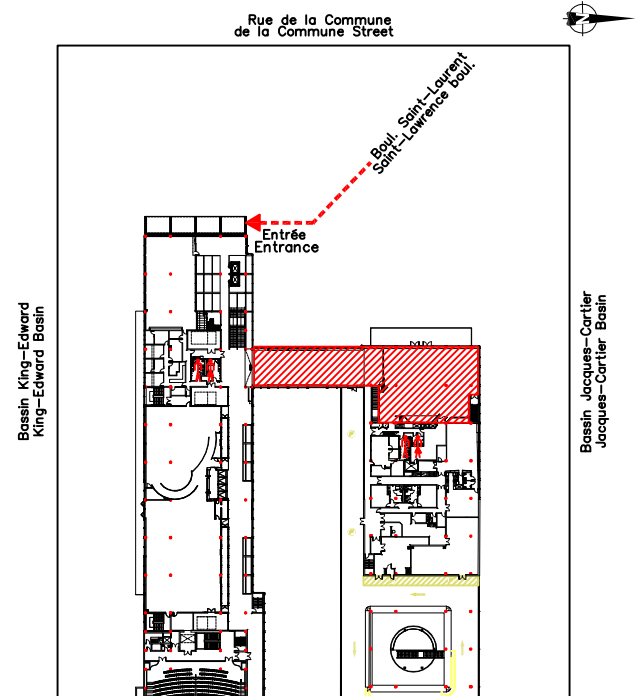 Rue de la Commune
de la Commune Street
N
Boul. Saint-Laurent
Saint-Lawrence boul.
Entrée
Entrance
Bassin King-Edward
King-Edward Basin
Bassin Jacques-Cartier
Jacques-Cartier Basin